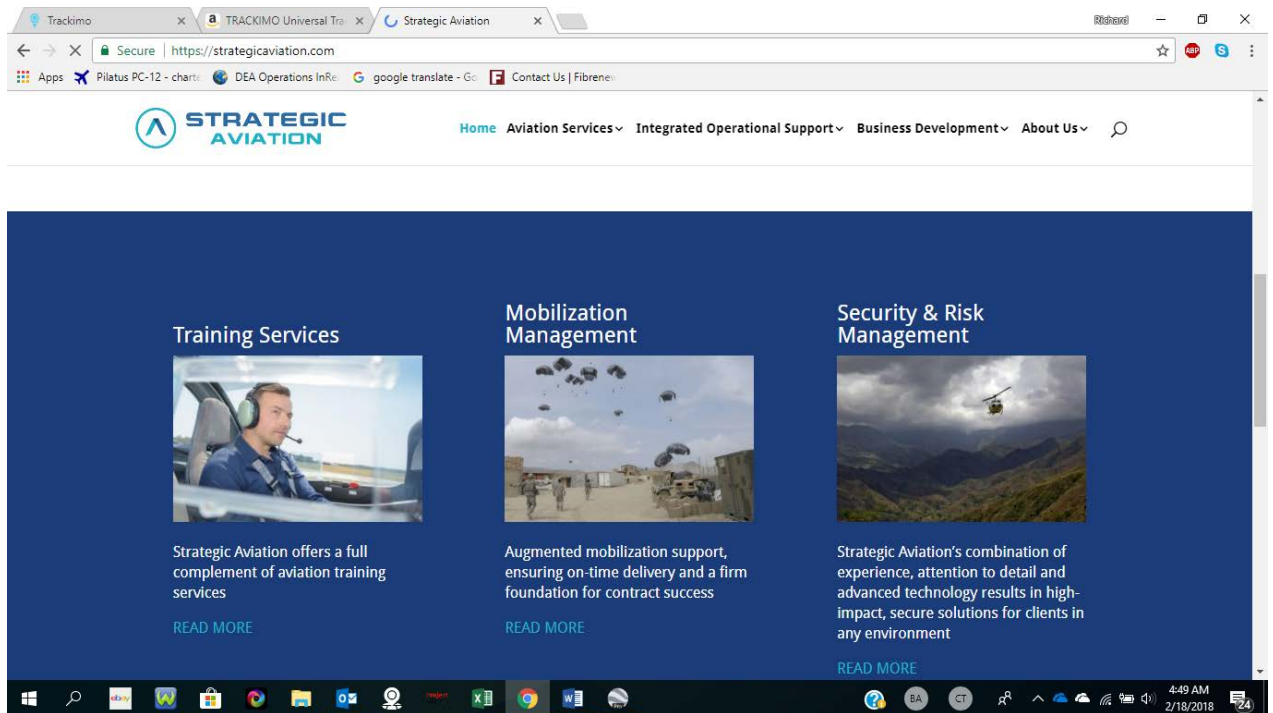 Trackimo
TRACKIMO Universal Tra
Strategic Aviation
Richard
Secure | https://strategicaviation.com
ABP
Apps
Pilatus PC-12 - charte
DEA Operations InRe
google translate - Go
Contact Us | Fibrenew
STRATEGIC
AVIATION
Home Aviation Services Integrated Operational Support Business Development About Us
Training Services
Mobilization
Management
Security & Risk
Management
Strategic Aviation offers a full
complement of aviation training
services
READ MORE
Augmented mobilization support,
ensuring on-time delivery and a firm
foundation for contract success
READ MORE
Strategic Aviation's combination of
experience, attention to detail and
advanced technology results in high-
impact, secure solutions for clients in
any environment
READ MORE
ebay
BA
CT
4:49 AM
2/18/2018
24